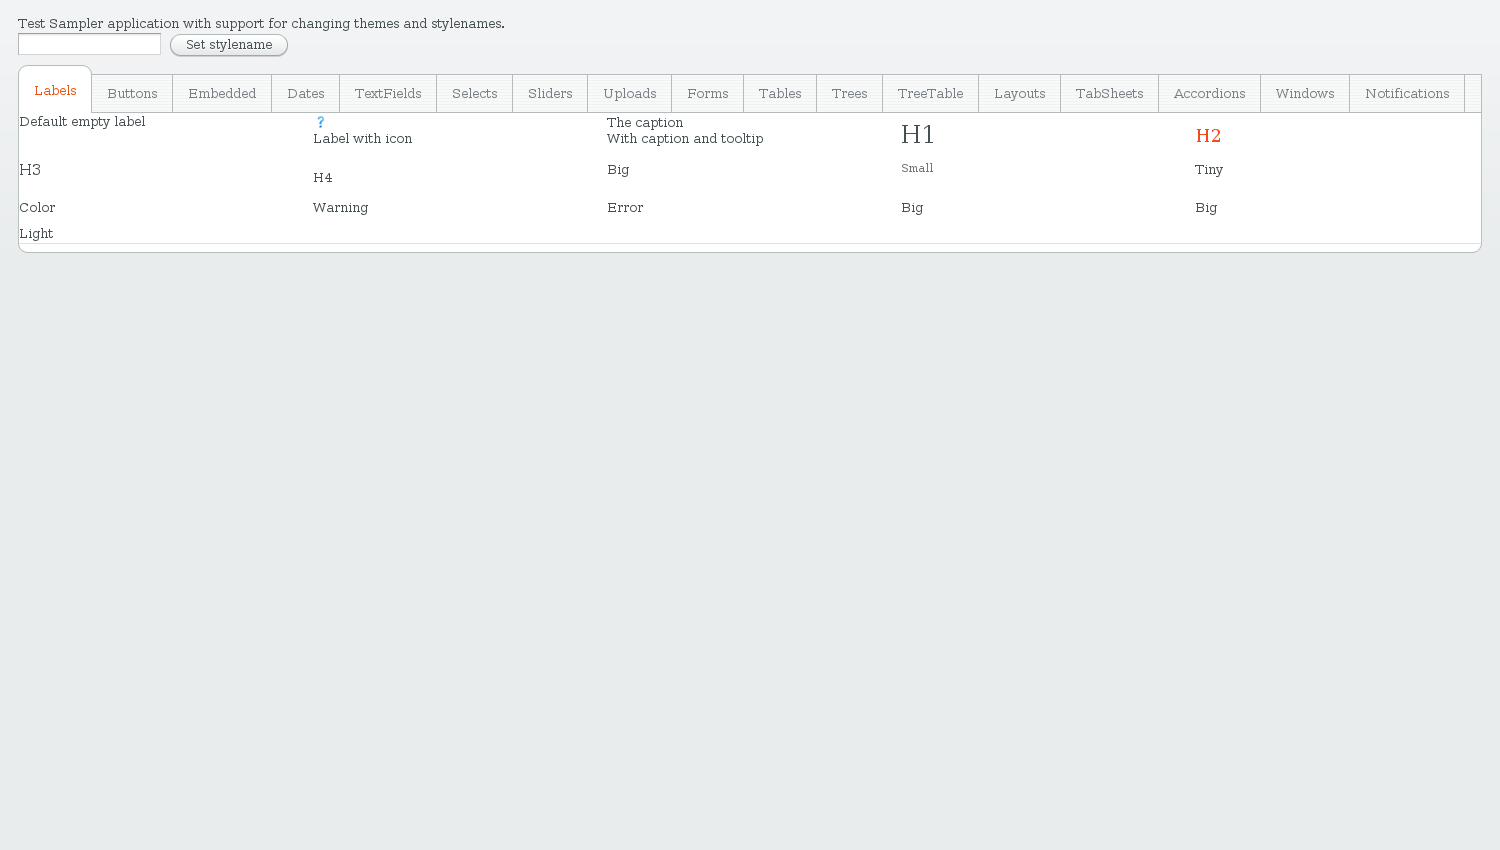 Test Sampler application with support for changing themes and stylenames.
Set stylename
Labels Buttons Embedded Dates TextFields Selects Sliders Uploads Forms Tables Trees TreeTable Layouts TabSheets Accordions Windows Notifications
Default empty label
?
Label with icon
The caption
With caption and tooltip
H1
H2
H3
H4
Big
Small
Tiny
Color
Warning
Error
Big
Big
Light